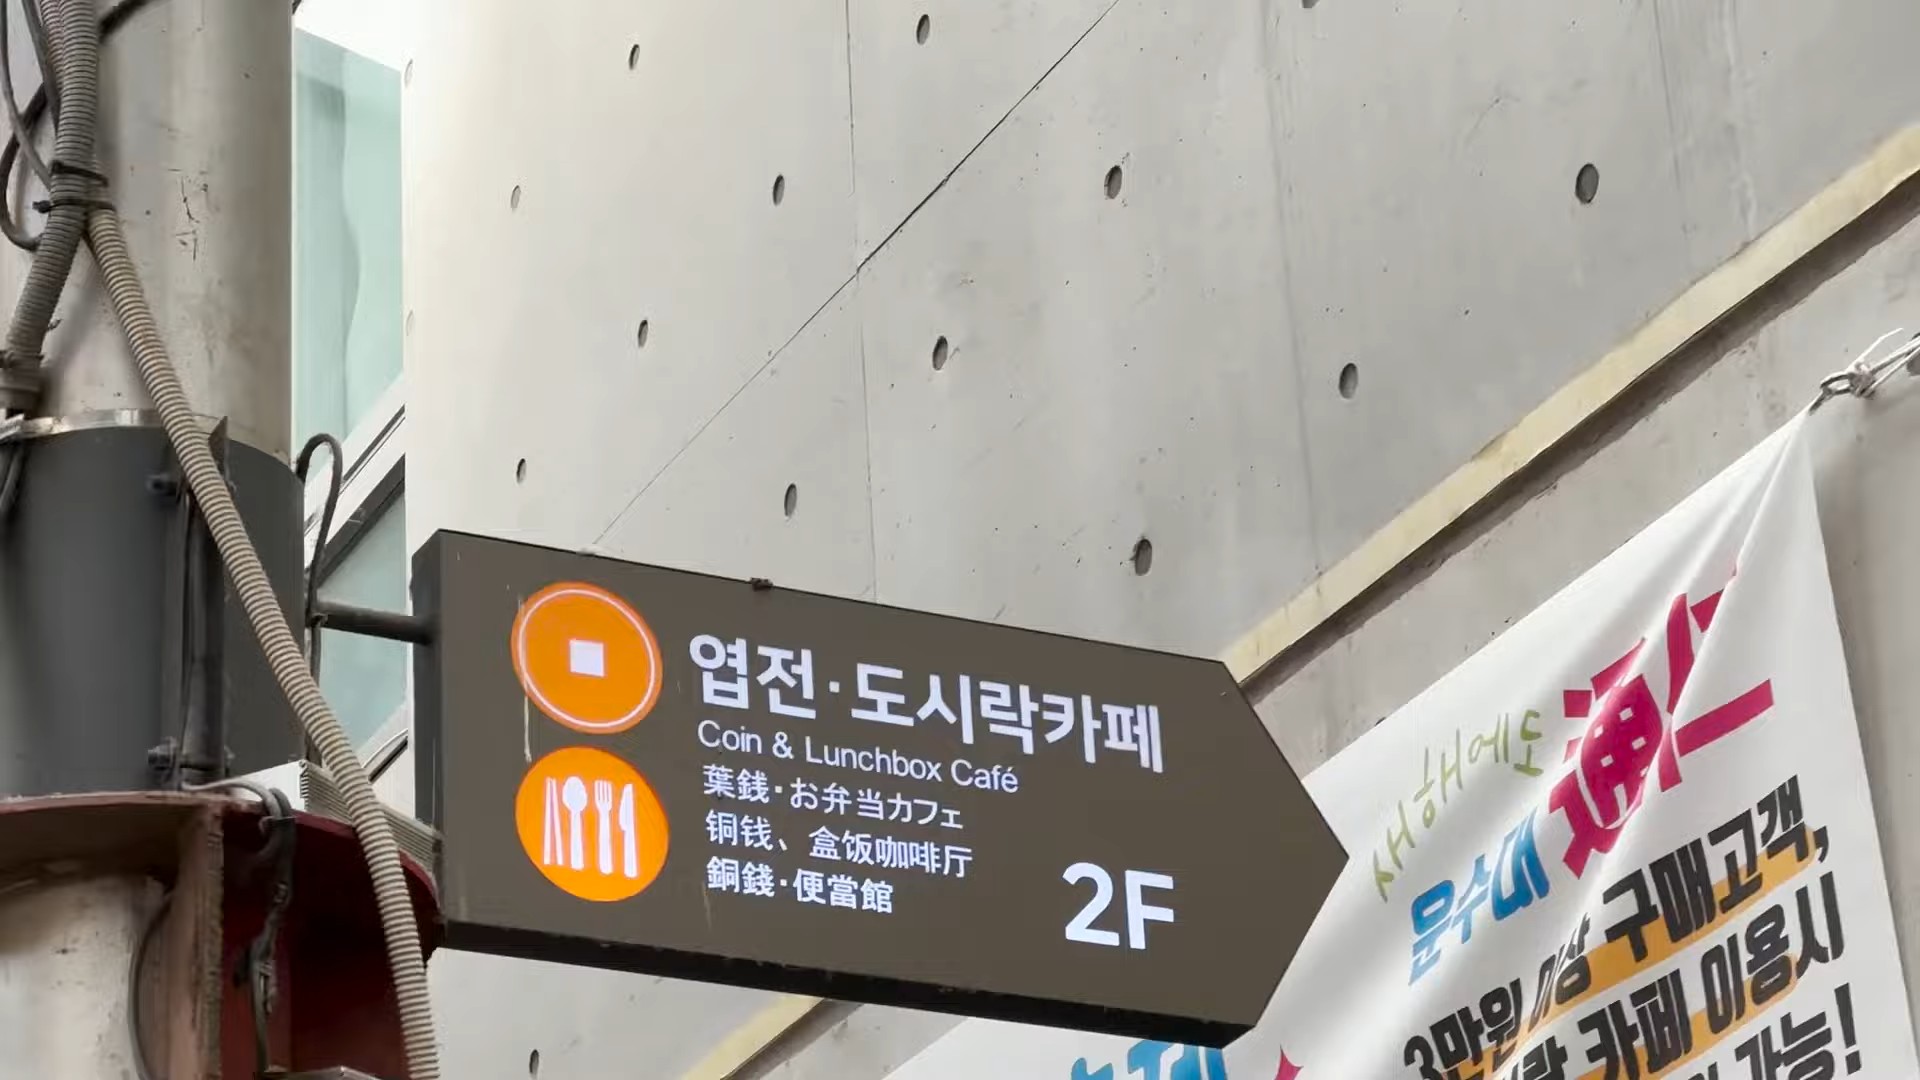 엽전·도시락카페
Coin & Lunchbox Café
葉銭·お弁当カフェ
铜钱、盒饭咖啡厅
銅錢·便當館
2F
새해에도
문수대 通人
3만원 이상 구매고객,
카페 이용시
가능!